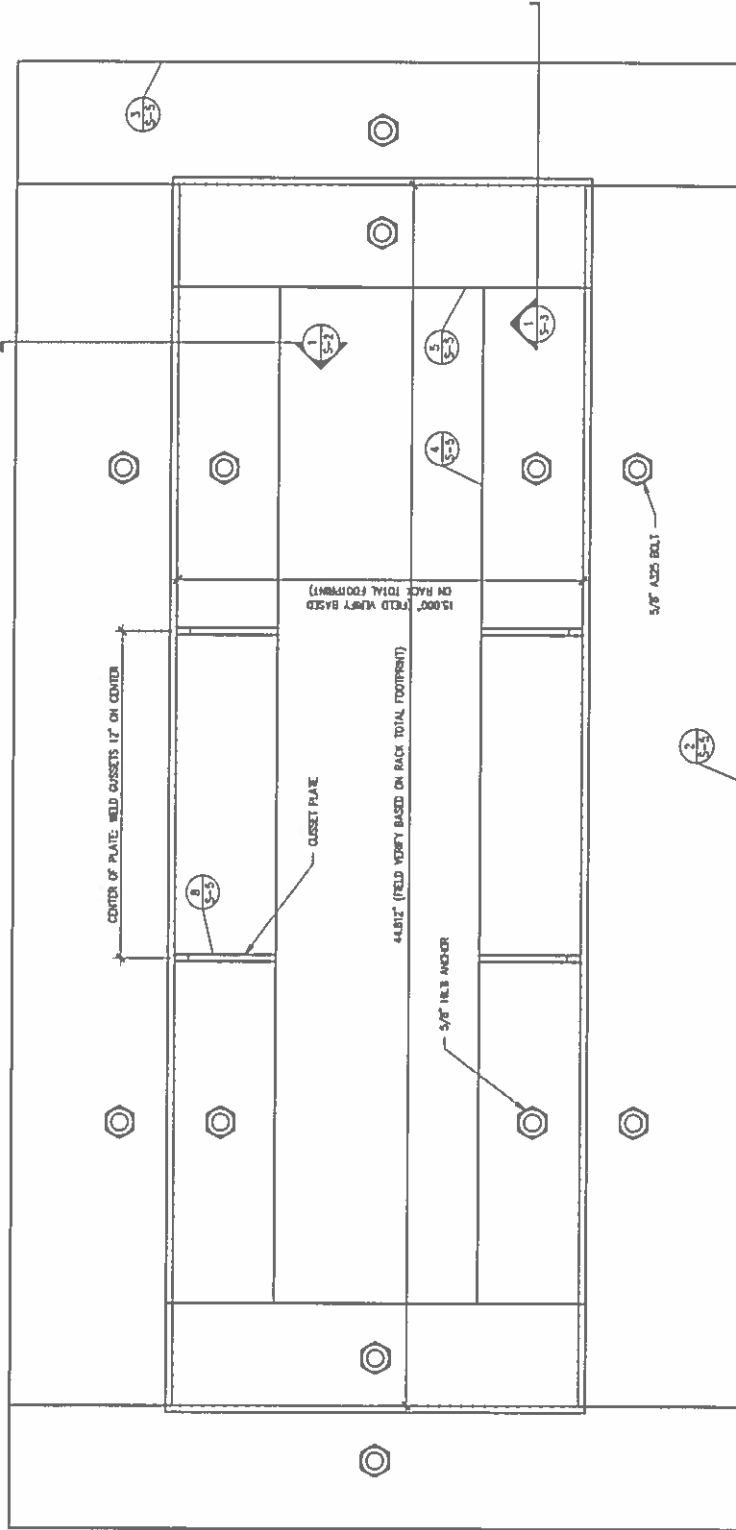 3
S-5
1
S-2
5
S-5
1
S-3
4
S-5
15.000" (FIELD VERIFY BASED
ON RACK TOTAL FOOTPRINT)
5/8" A325 BOLT
CENTER OF PLATE: WELD GUSSETS 12" ON CENTER
44.812" (FIELD VERIFY BASED ON RACK TOTAL FOOTPRINT)
2
S-5
GUSSET PLATE
8
S-5
5/8" HILTI ANCHOR